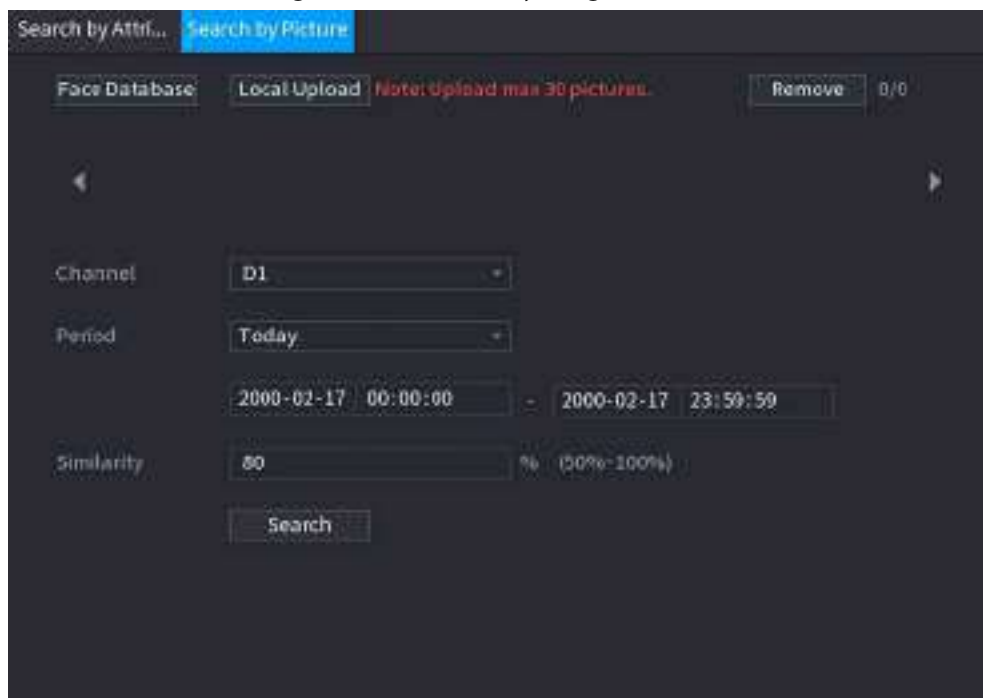 Search by Attri... Search by Picture
Face Database Local Upload Note: Upload max 30 pictures. Remove 0/0
Channel D1
Period Today
2000-02-17 00:00:00 - 2000-02-17 23:59:59
Similarity 80 % (50%-100%)
Search